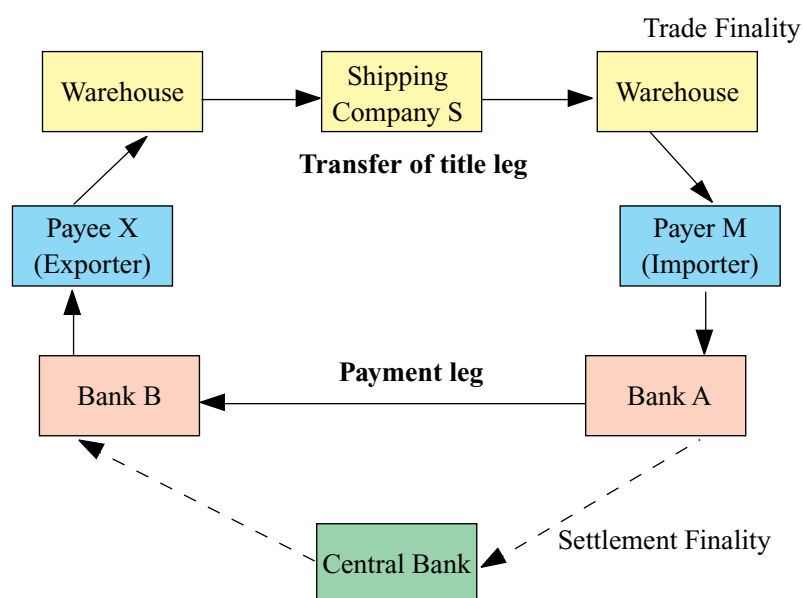 Trade Finality
Warehouse
Shipping
Company S
Warehouse
Transfer of title leg
Payee X
(Exporter)
Payer M
(Importer)
Payment leg
Bank B
Bank A
Central Bank
Settlement Finality